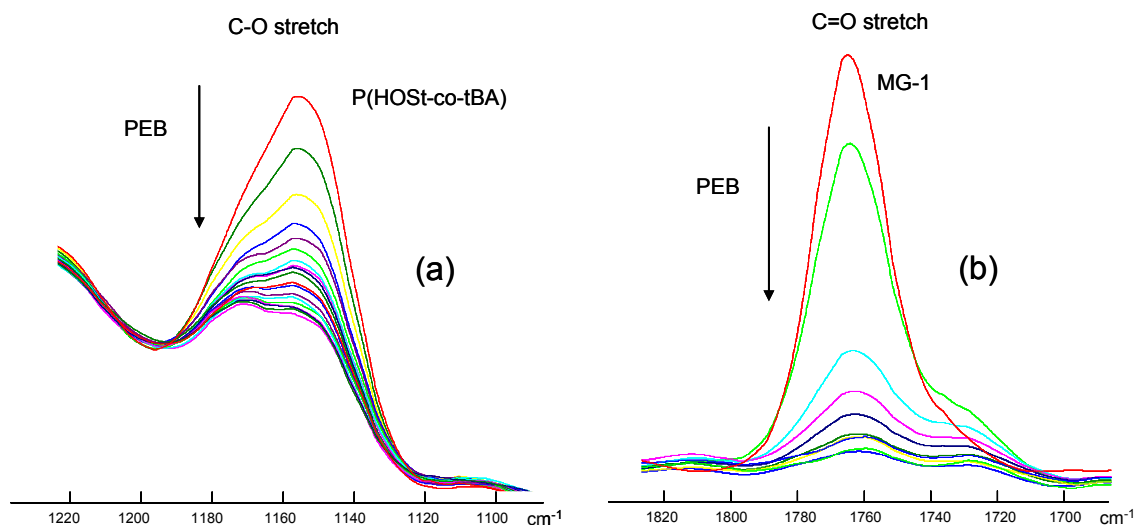 C-O stretch
P(HOSt-co-tBA)
PEB
(a)
1220 1200 1180 1160 1140 1120 1100 cm-1
C=O stretch
MG-1
PEB
(b)
1820 1800 1780 1760 1740 1720 1700 cm-1